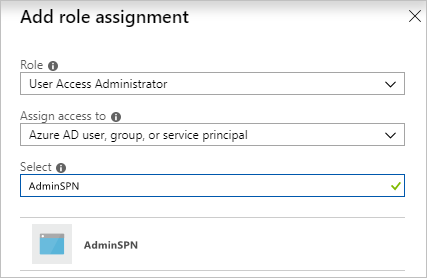 Add role assignment
Role
User Access Administrator
Assign access to
Azure AD user, group, or service principal
Select
AdminSPN
AdminSPN